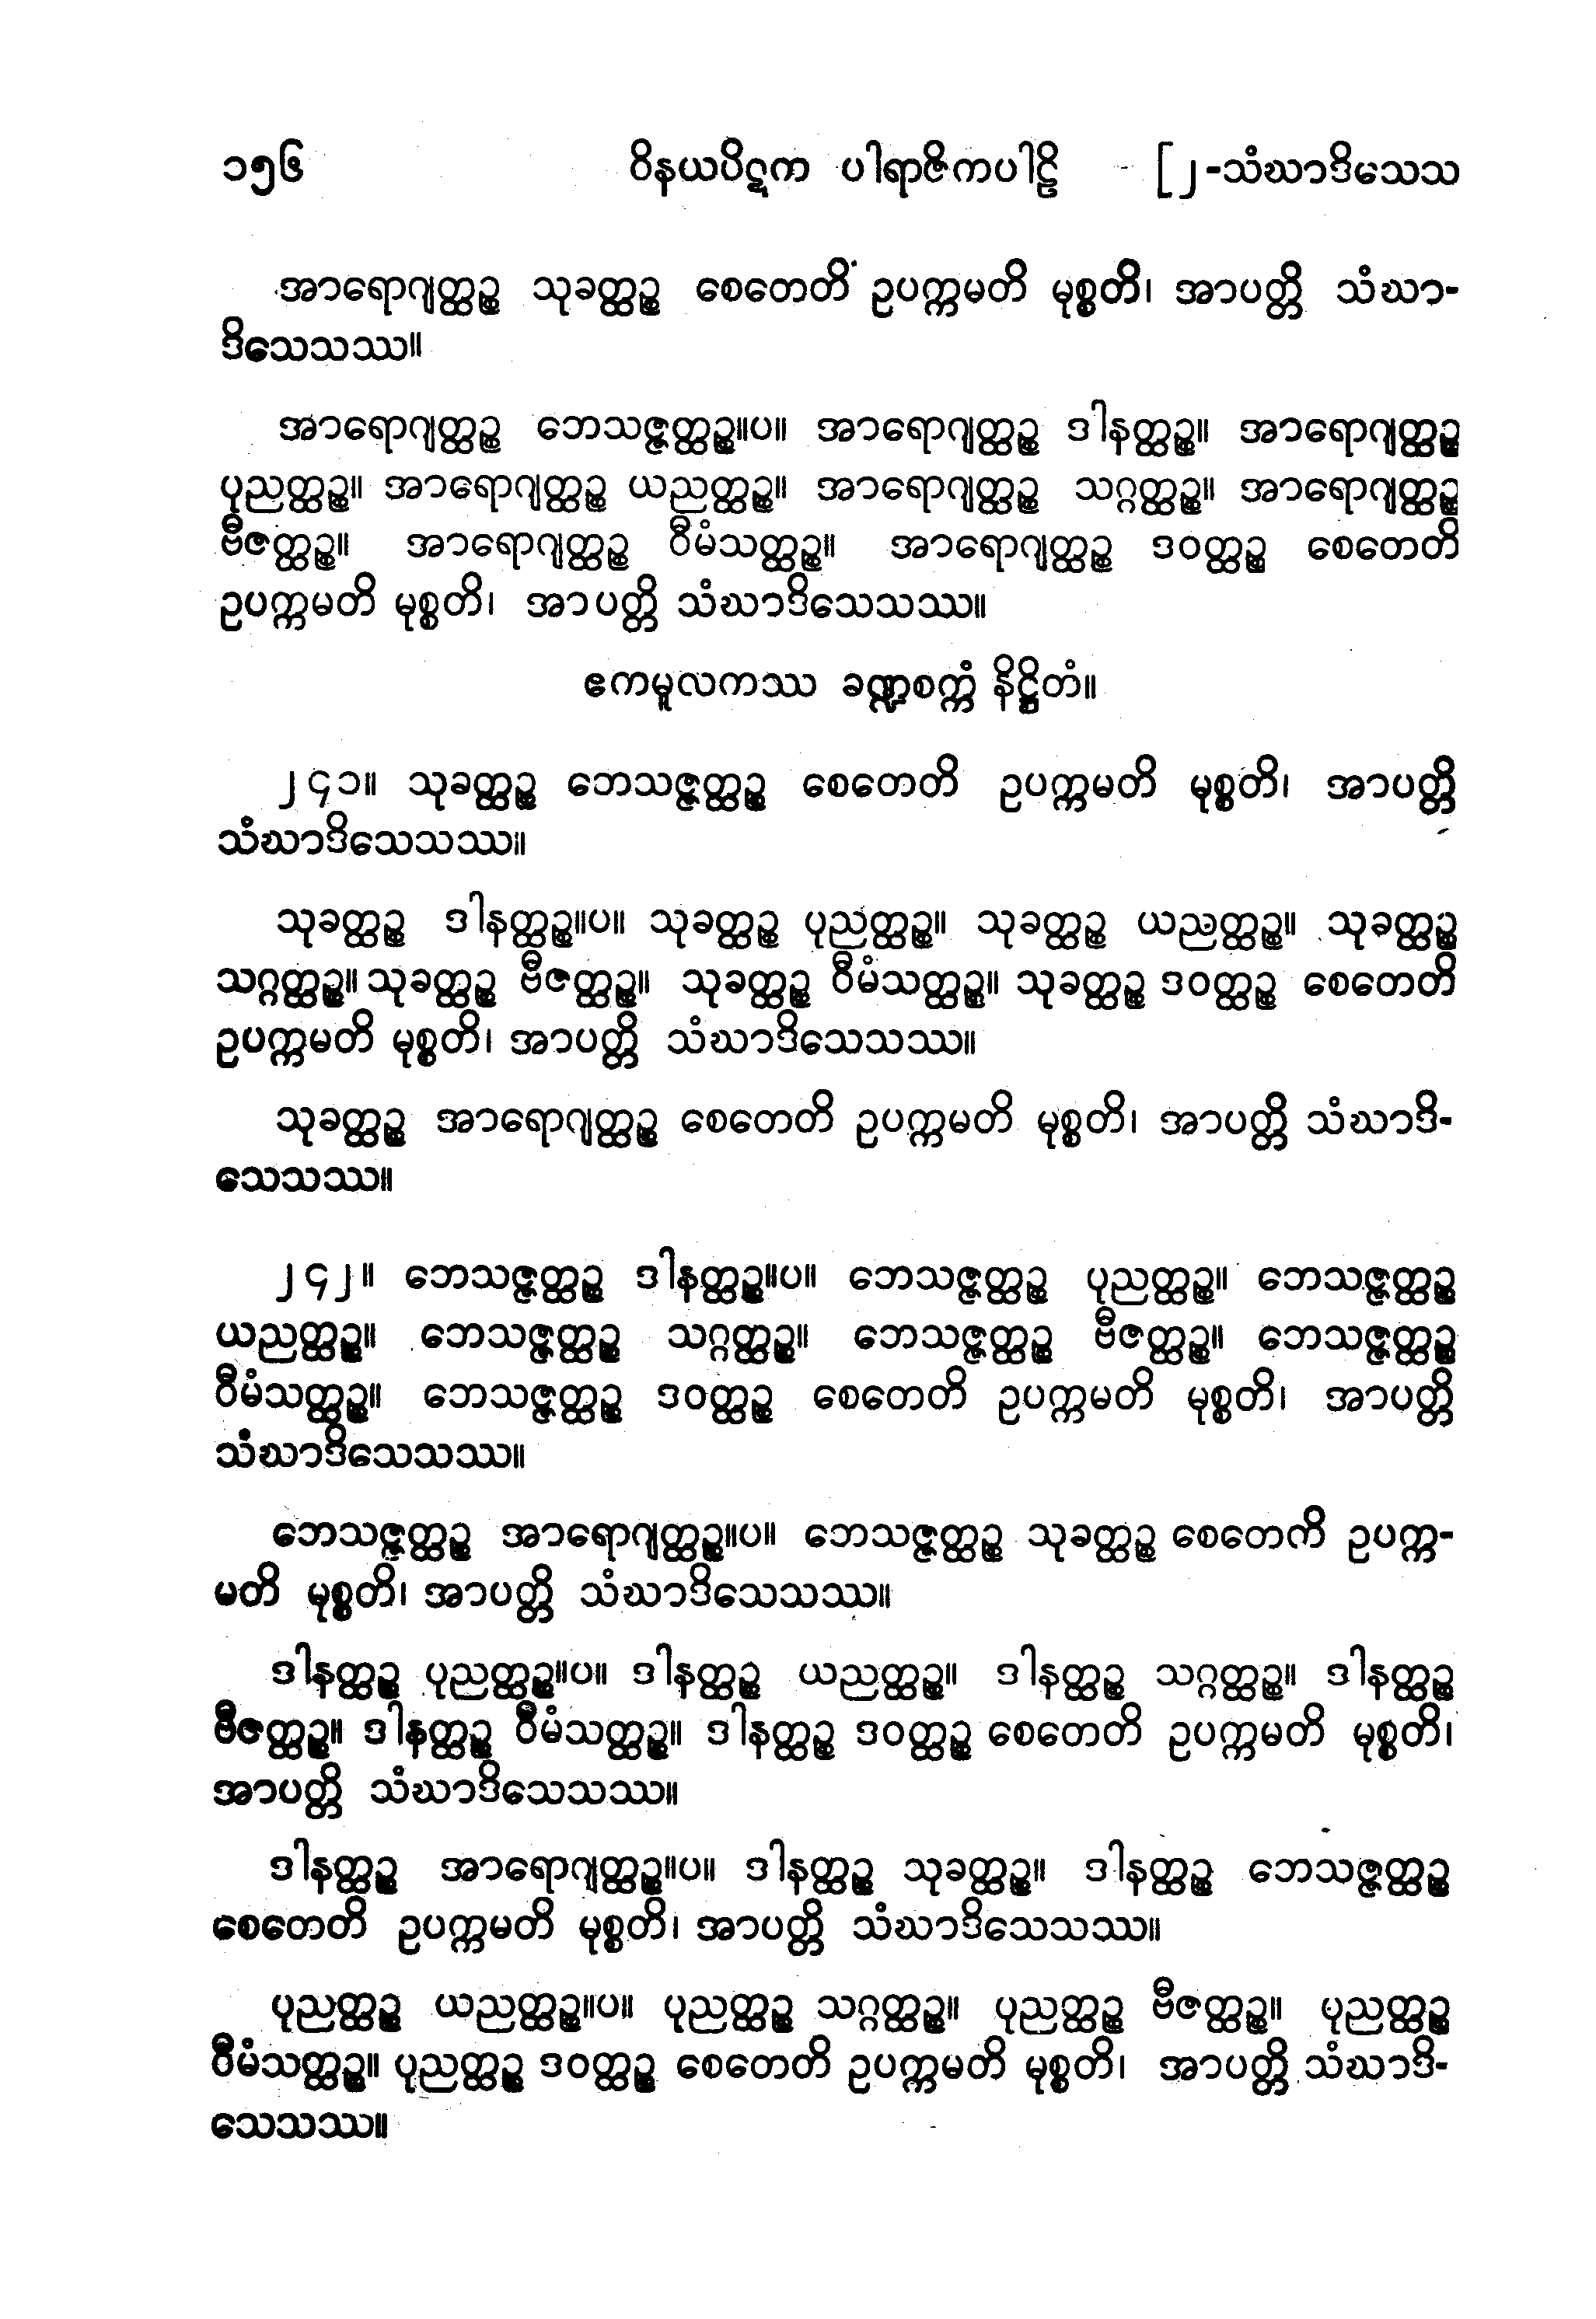 ၁၅၆ ဝိနယပိဋက ပါရာဇိကပါဠိ [၂-သံဃာဒိသေသ
အာရောဂျတ္ထဉ္စ သုခတ္ထဉ္စ စေတေတိ ဥပက္ကမတိ မုစ္စတိ၊ အာပတ္တိ သံဃာ-
ဒိသေသဿ။
အာရောဂျတ္ထဉ္စ ဘေသဇ္ဇတ္ထဉ္စ။ပ။ အာရောဂျတ္ထဉ္စ ဒါနတ္ထဉ္စ။ အာရောဂျတ္ထဉ္စ
ပုညတ္ထဉ္စ။ အာရောဂျတ္ထဉ္စ ယညတ္ထဉ္စ။ အာရောဂျတ္ထဉ္စ သဂ္ဂတ္ထဉ္စ။ အာရောဂျတ္ထဉ္စ
ဗီဇတ္ထဉ္စ။ အာရောဂျတ္ထဉ္စ ဝီမံသတ္ထဉ္စ။ အာရောဂျတ္ထဉ္စ ဒဝတ္ထဉ္စ စေတေတိ
ဥပက္ကမတိ မုစ္စတိ၊ အာပတ္တိ သံဃာဒိသေသဿ။
ဧကမူလကဿ ခဏ္ဍစက္ကံ နိဋ္ဌိတံ။
၂၄၁။ သုခတ္ထဉ္စ ဘေသဇ္ဇတ္ထဉ္စ စေတေတိ ဥပက္ကမတိ မုစ္စတိ၊ အာပတ္တိ
သံဃာဒိသေသဿ။
သုခတ္ထဉ္စ ဒါနတ္ထဉ္စ။ပ။ သုခတ္ထဉ္စ ပုညတ္ထဉ္စ။ သုခတ္ထဉ္စ ယညတ္ထဉ္စ။ သုခတ္ထဉ္စ
သဂ္ဂတ္ထဉ္စ။ သုခတ္ထဉ္စ ဗီဇတ္ထဉ္စ။ သုခတ္ထဉ္စ ဝီမံသတ္ထဉ္စ။ သုခတ္ထဉ္စ ဒဝတ္ထဉ္စ စေတေတိ
ဥပက္ကမတိ မုစ္စတိ၊ အာပတ္တိ သံဃာဒိသေသဿ။
သုခတ္ထဉ္စ အာရောဂျတ္ထဉ္စ စေတေတိ ဥပက္ကမတိ မုစ္စတိ၊ အာပတ္တိ သံဃာဒိ-
သေသဿ။
၂၄၂။ ဘေသဇ္ဇတ္ထဉ္စ ဒါနတ္ထဉ္စ။ပ။ ဘေသဇ္ဇတ္ထဉ္စ ပုညတ္ထဉ္စ။ ဘေသဇ္ဇတ္ထဉ္စ
ယညတ္ထဉ္စ။ ဘေသဇ္ဇတ္ထဉ္စ သဂ္ဂတ္ထဉ္စ။ ဘေသဇ္ဇတ္ထဉ္စ ဗီဇတ္ထဉ္စ။ ဘေသဇ္ဇတ္ထဉ္စ
ဝီမံသတ္ထဉ္စ။ ဘေသဇ္ဇတ္ထဉ္စ ဒဝတ္ထဉ္စ စေတေတိ ဥပက္ကမတိ မုစ္စတိ၊ အာပတ္တိ
သံဃာဒိသေသဿ။
ဘေသဇ္ဇတ္ထဉ္စ အာရောဂျတ္ထဉ္စ။ပ။ ဘေသဇ္ဇတ္ထဉ္စ သုခတ္ထဉ္စ စေတေကိ ဥပက္က-
မတိ မုစ္စတိ၊ အာပတ္တိ သံဃာဒိသေသဿ။
ဒါနတ္ထဉ္စ ပုညတ္ထဉ္စ။ပ။ ဒါနတ္ထဉ္စ ယညတ္ထဉ္စ။ ဒါနတ္ထဉ္စ သဂ္ဂတ္ထဉ္စ။ ဒါနတ္ထဉ္စ
ဗီဇတ္ထဉ္စ။ ဒါနတ္ထဉ္စ ဝီမံသတ္ထဉ္စ။ ဒါနတ္ထဉ္စ ဒဝတ္ထဉ္စ စေတေတိ ဥပက္ကမတိ မုစ္စတိ၊
အာပတ္တိ သံဃာဒိသေသဿ။
ဒါနတ္ထဉ္စ အာရောဂျတ္ထဉ္စ။ပ။ ဒါနတ္ထဉ္စ သုခတ္ထဉ္စ။ ဒါနတ္ထဉ္စ ဘေသဇ္ဇတ္ထဉ္စ
စေတေတိ ဥပက္ကမတိ မုစ္စတိ၊ အာပတ္တိ သံဃာဒိသေသဿ။
ပုညတ္ထဉ္စ ယညတ္ထဉ္စ။ပ။ ပုညတ္ထဉ္စ သဂ္ဂတ္ထဉ္စ။ ပုညတ္ထဉ္စ ဗီဇတ္ထဉ္စ။ ပုညတ္ထဉ္စ
ဝီမံသတ္ထဉ္စ။ ပုညတ္ထဉ္စ ဒဝတ္ထဉ္စ စေတေတိ ဥပက္ကမတိ မုစ္စတိ၊ အာပတ္တိ သံဃာဒိ-
သေသဿ။